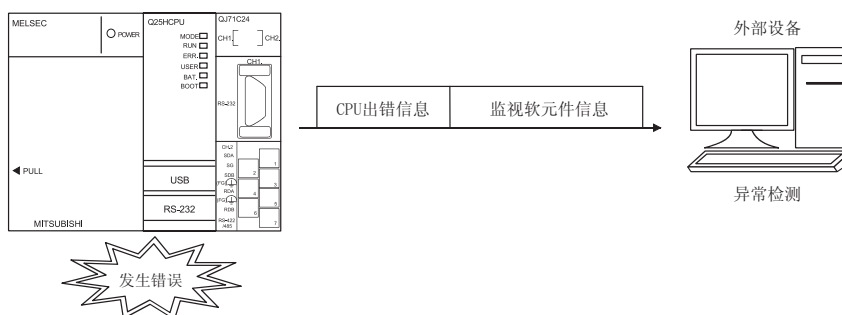 MELSEC
POWER
Q25HCPU
MODE
RUN
ERR.
USER
BAT.
BOOT
QJ71C24
CH1. CH2.
CH1.
RS-232
CH.2
SDA
SG
SDB
(FG)
RDA
(FG)
RDB
RS-422
/485
1
2
3
4
5
6
7
PULL
USB
RS-232
MITSUBISHI
发生错误
CPU出错信息
监视软元件信息
外部设备
异常检测